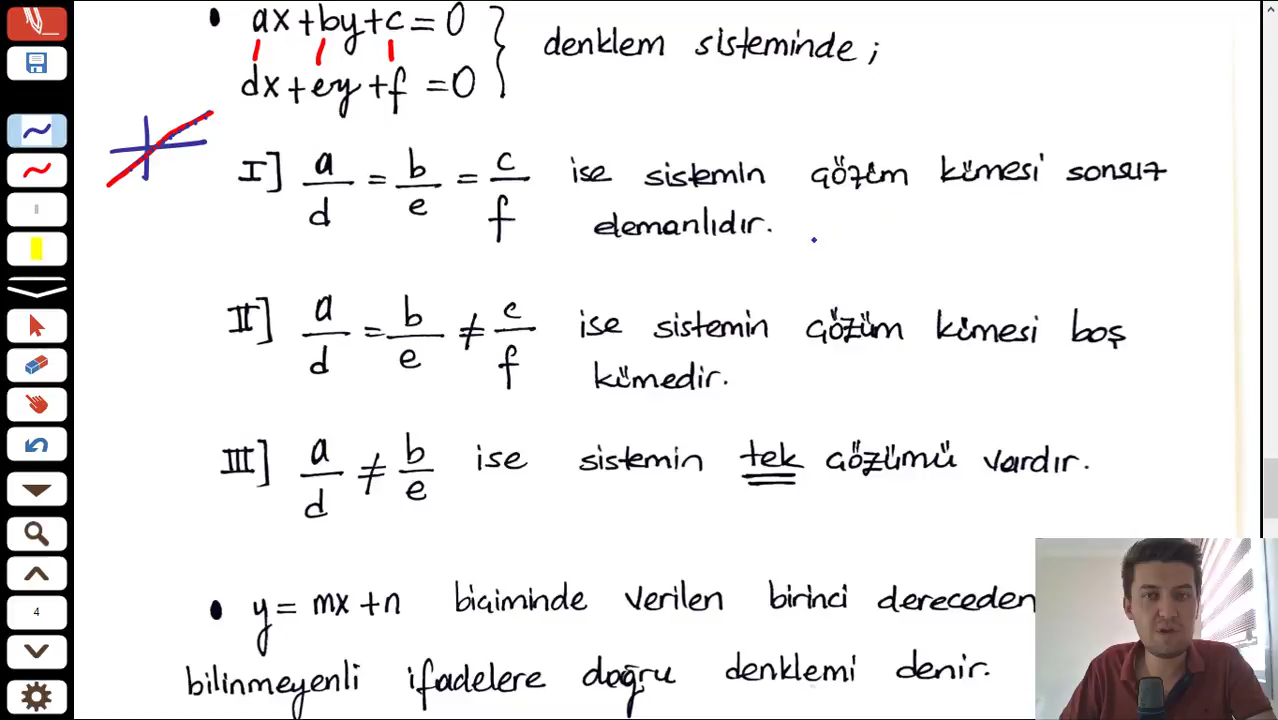 • ax+by+c=0
dx+ey+f=0 } denklem sisteminde;
I] a/d = b/e = c/f ise sistemin çözüm kümesi sonsuz
elemanlıdır.
II] a/d = b/e ≠ c/f ise sistemin çözüm kümesi boş
kümedir.
III] a/d ≠ b/e ise sistemin tek çözümü vardır.
• y = mx+n biçiminde verilen birinci dereceden
bilinmeyenli ifadelere doğru denklemi denir.
4